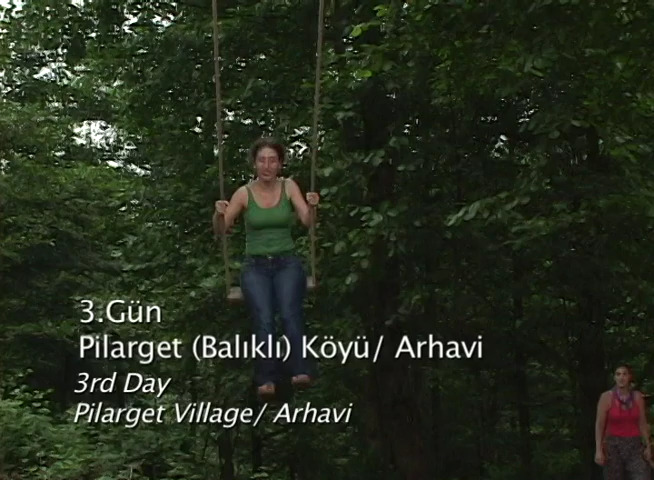 3.Gün
Pilarget (Balıklı) Köyü/ Arhavi
3rd Day
Pilarget Village/ Arhavi